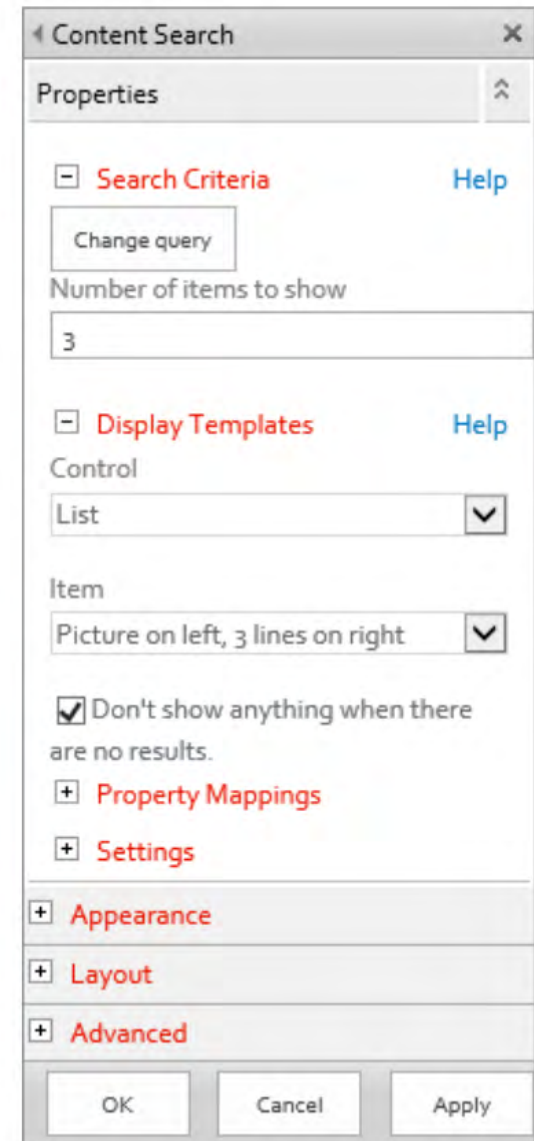 Content Search
Properties
Search Criteria Help
Change query
Number of items to show
3
Display Templates Help
Control
List
Item
Picture on left, 3 lines on right
Don't show anything when there
are no results.
Property Mappings
Settings
Appearance
Layout
Advanced
OK Cancel Apply